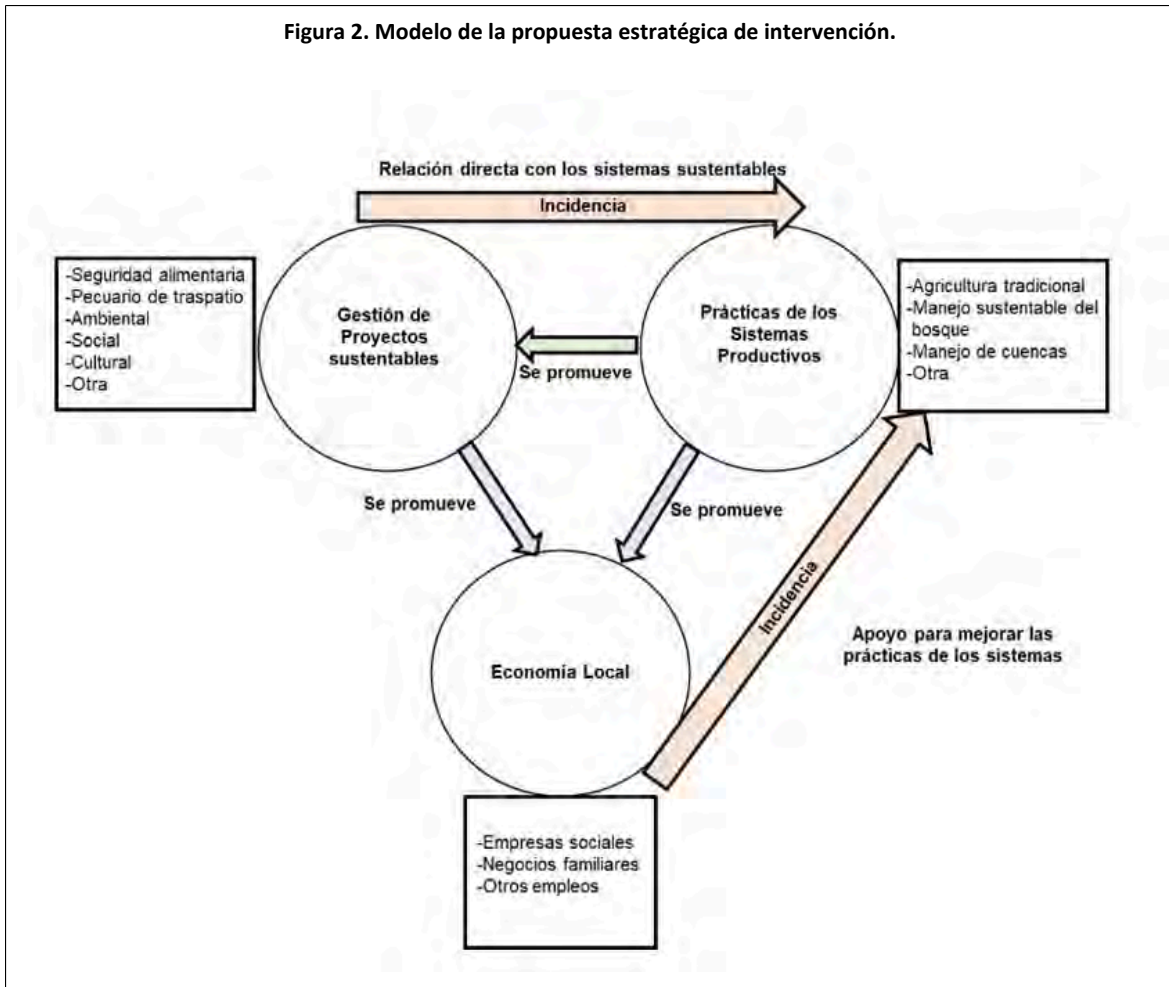 Figura 2. Modelo de la propuesta estratégica de intervención.
Relación directa con los sistemas sustentables
Incidencia
-Seguridad alimentaria
-Pecuario de traspatio
-Ambiental
-Social
-Cultural
-Otra
Gestión de
Proyectos
sustentables
Se promueve
Prácticas de los
Sistemas
Productivos
-Agricultura tradicional
-Manejo sustentable del
bosque
-Manejo de cuencas
-Otra
Se promueve
Se promueve
Economía Local
Incidencia
Apoyo para mejorar las
prácticas de los sistemas
-Empresas sociales
-Negocios familiares
-Otros empleos